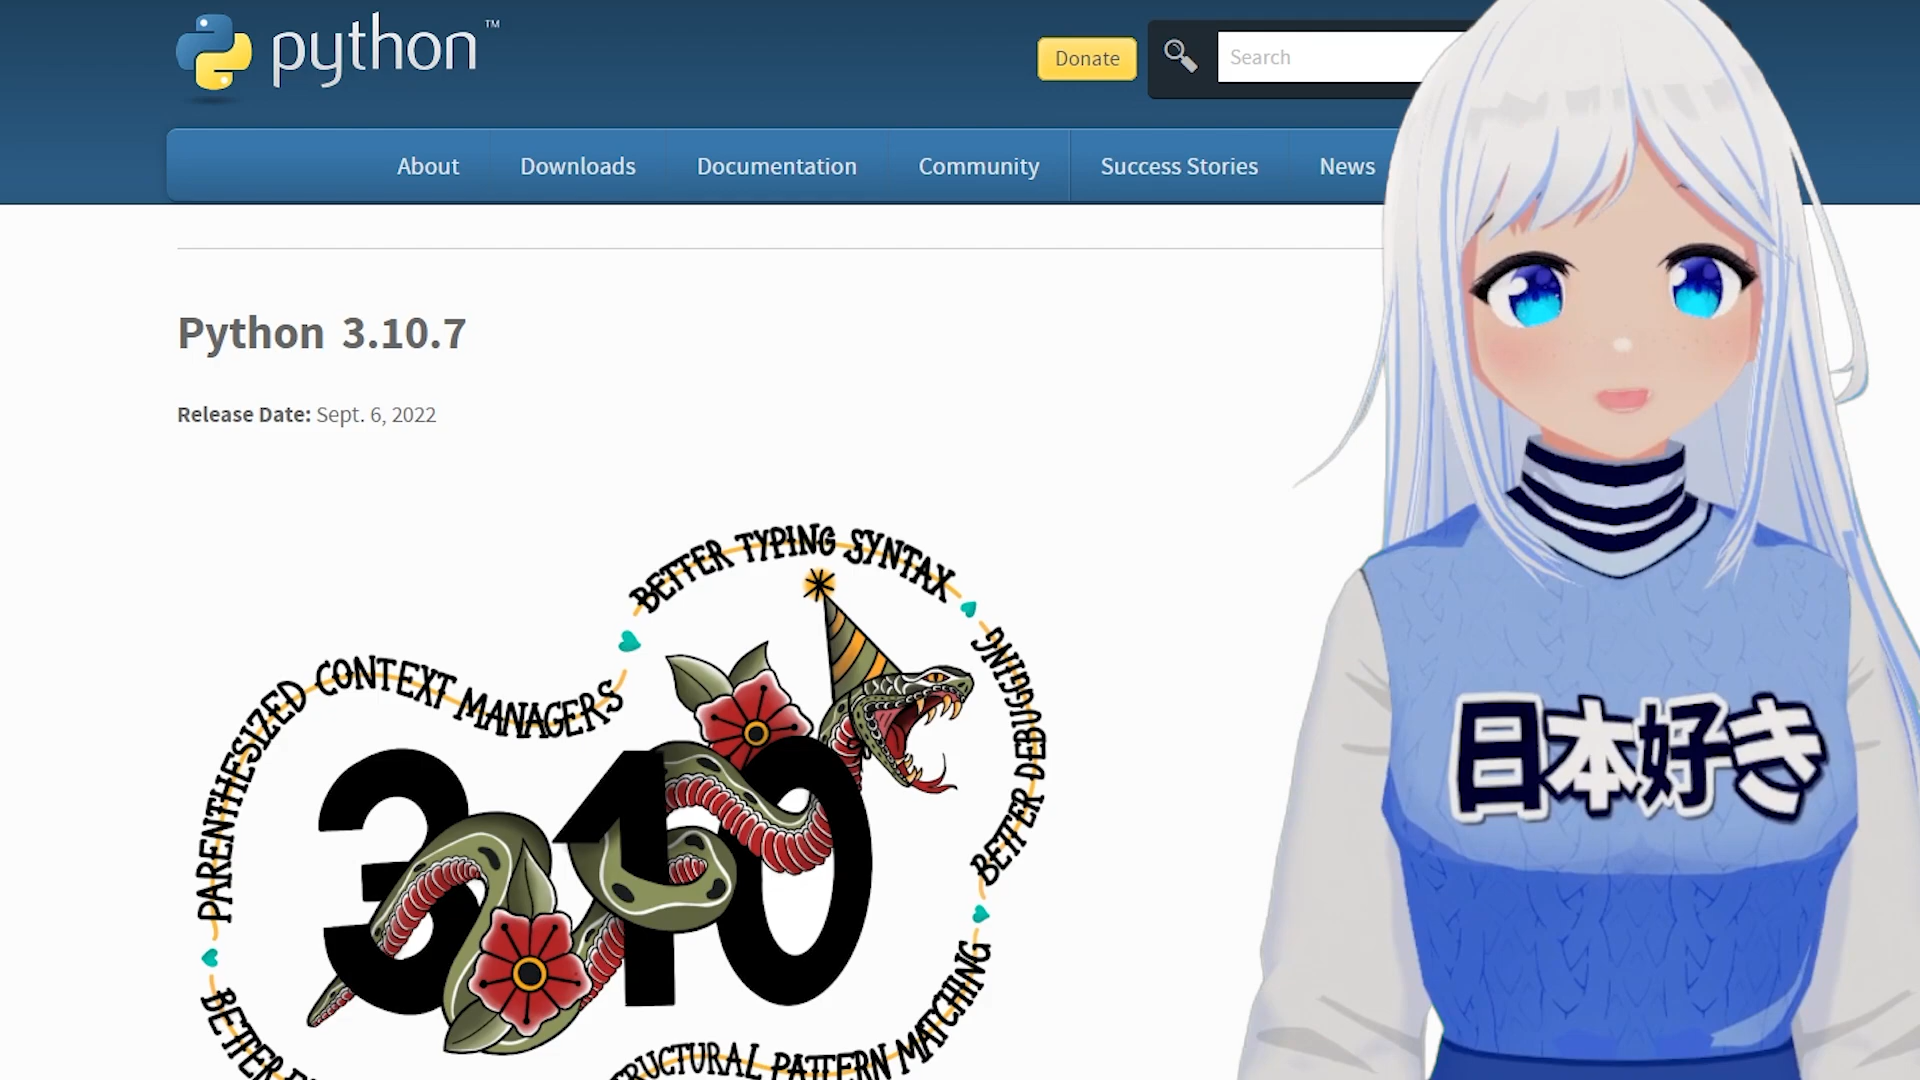 python™
Donate
Search
About
Downloads
Documentation
Community
Success Stories
News
Python 3.10.7
Release Date: Sept. 6, 2022
PARENTHESIZED CONTEXT MANAGERS
BETTER TYPING SYNTAX
BETTER DEBUGGING
3.10
PATTERN MATCHING
BETTER
日本好き